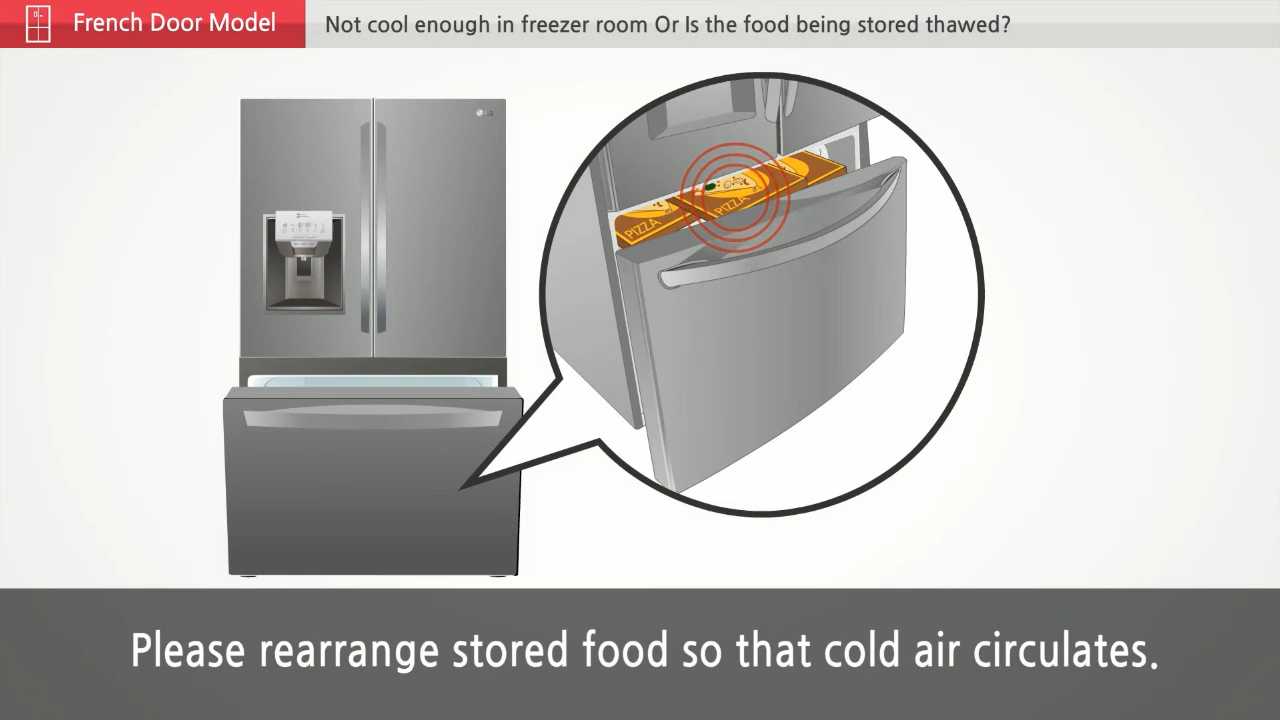 French Door Model
Not cool enough in freezer room Or Is the food being stored thawed?
LG
PIZZA
PIZZA
Please rearrange stored food so that cold air circulates.